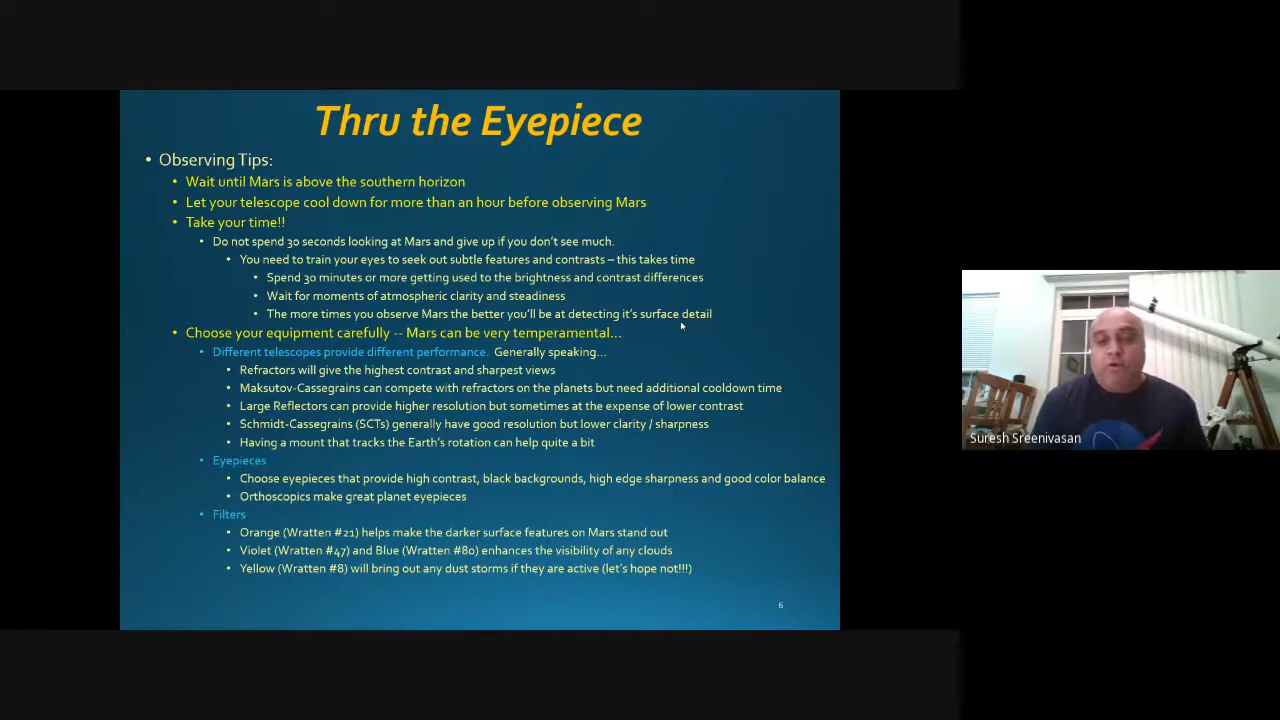 Thru the Eyepiece
• Observing Tips:
• Wait until Mars is above the southern horizon
• Let your telescope cool down for more than an hour before observing Mars
• Take your time!!
• Do not spend 30 seconds looking at Mars and give up if you don't see much.
• You need to train your eyes to seek out subtle features and contrasts – this takes time
• Spend 30 minutes or more getting used to the brightness and contrast differences
• Wait for moments of atmospheric clarity and steadiness
• The more times you observe Mars the better you'll be at detecting it's surface detail
• Choose your equipment carefully -- Mars can be very temperamental...
• Different telescopes provide different performance. Generally speaking...
• Refractors will give the highest contrast and sharpest views
• Maksutov-Cassegrains can compete with refractors on the planets but need additional cooldown time
• Large Reflectors can provide higher resolution but sometimes at the expense of lower contrast
• Schmidt-Cassegrains (SCTs) generally have good resolution but lower clarity / sharpness
• Having a mount that tracks the Earth's rotation can help quite a bit
• Eyepieces
• Choose eyepieces that provide high contrast, black backgrounds, high edge sharpness and good color balance
• Orthoscopics make great planet eyepieces
• Filters
• Orange (Wratten #21) helps make the darker surface features on Mars stand out
• Violet (Wratten #47) and Blue (Wratten #80) enhances the visibility of any clouds
• Yellow (Wratten #8) will bring out any dust storms if they are active (let's hope not!!!)
6
Suresh Sreenivasan